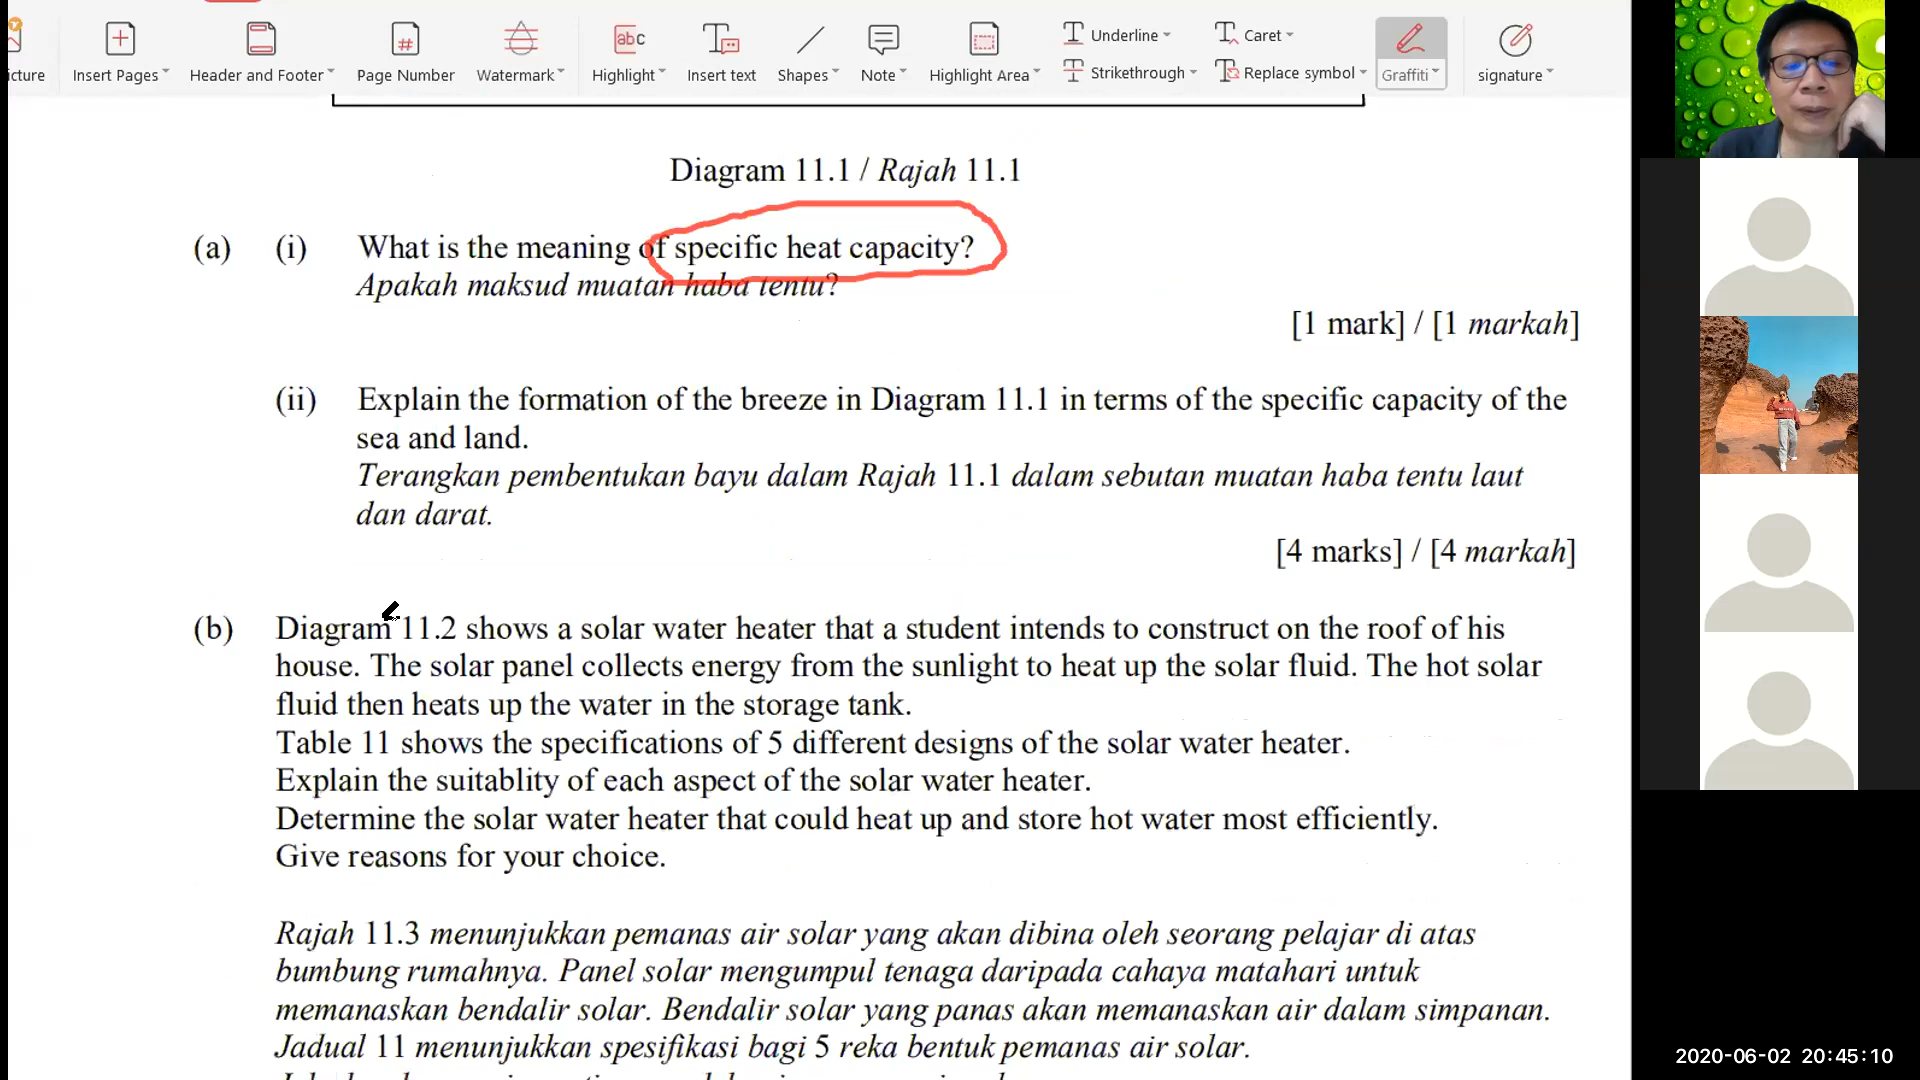 icture
Insert Pages
Header and Footer
Page Number
Watermark
abc
Highlight
Insert text
Shapes
Note
Highlight Area
Underline
Strikethrough
Caret
Replace symbol
Graffiti
signature
Diagram 11.1 / Rajah 11.1
(a) (i) What is the meaning of specific heat capacity?
Apakah maksud muatan haba tentu?
[1 mark] / [1 markah]
(ii) Explain the formation of the breeze in Diagram 11.1 in terms of the specific capacity of the
sea and land.
Terangkan pembentukan bayu dalam Rajah 11.1 dalam sebutan muatan haba tentu laut
dan darat.
[4 marks] / [4 markah]
(b) Diagram 11.2 shows a solar water heater that a student intends to construct on the roof of his
house. The solar panel collects energy from the sunlight to heat up the solar fluid. The hot solar
fluid then heats up the water in the storage tank.
Table 11 shows the specifications of 5 different designs of the solar water heater.
Explain the suitablity of each aspect of the solar water heater.
Determine the solar water heater that could heat up and store hot water most efficiently.
Give reasons for your choice.
Rajah 11.3 menunjukkan pemanas air solar yang akan dibina oleh seorang pelajar di atas
bumbung rumahnya. Panel solar mengumpul tenaga daripada cahaya matahari untuk
memanaskan bendalir solar. Bendalir solar yang panas akan memanaskan air dalam simpanan.
Jadual 11 menunjukkan spesifikasi bagi 5 reka bentuk pemanas air solar.
2020-06-02 20:45:10